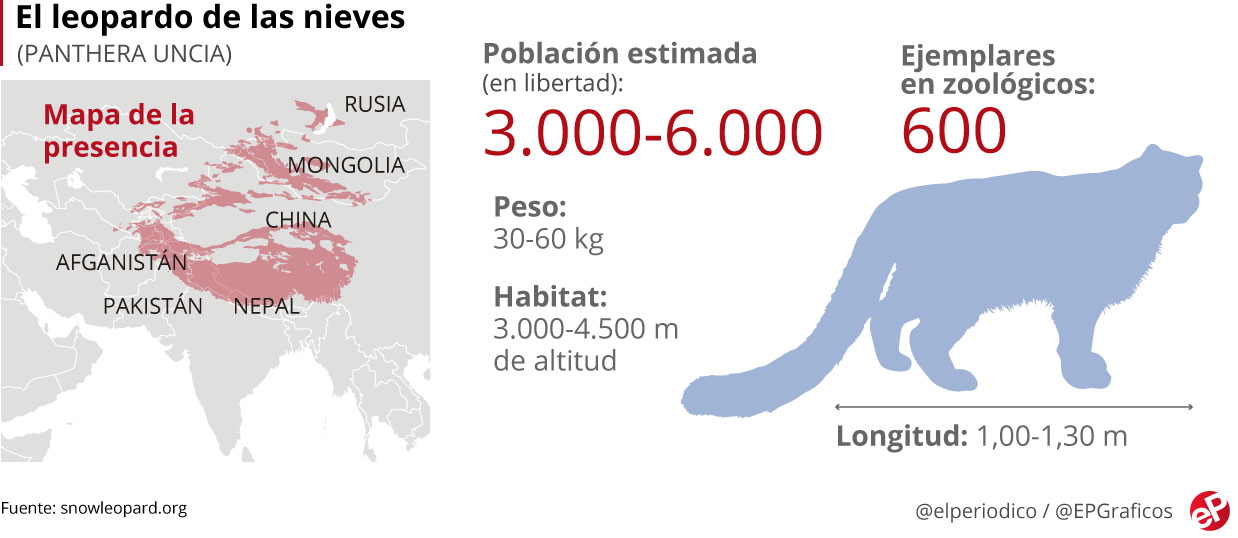 El leopardo de las nieves
(PANTHERA UNCIA)
Mapa de la
presencia
RUSIA
MONGOLIA
CHINA
AFGANISTÁN
PAKISTÁN
NEPAL
Población estimada
(en libertad):
3.000-6.000
Ejemplares
en zoológicos:
600
Peso:
30-60 kg
Habitat:
3.000-4.500 m
de altitud
Longitud: 1,00-1,30 m
Fuente: snowleopard.org
@elperiodico / @EPGraficos
eP